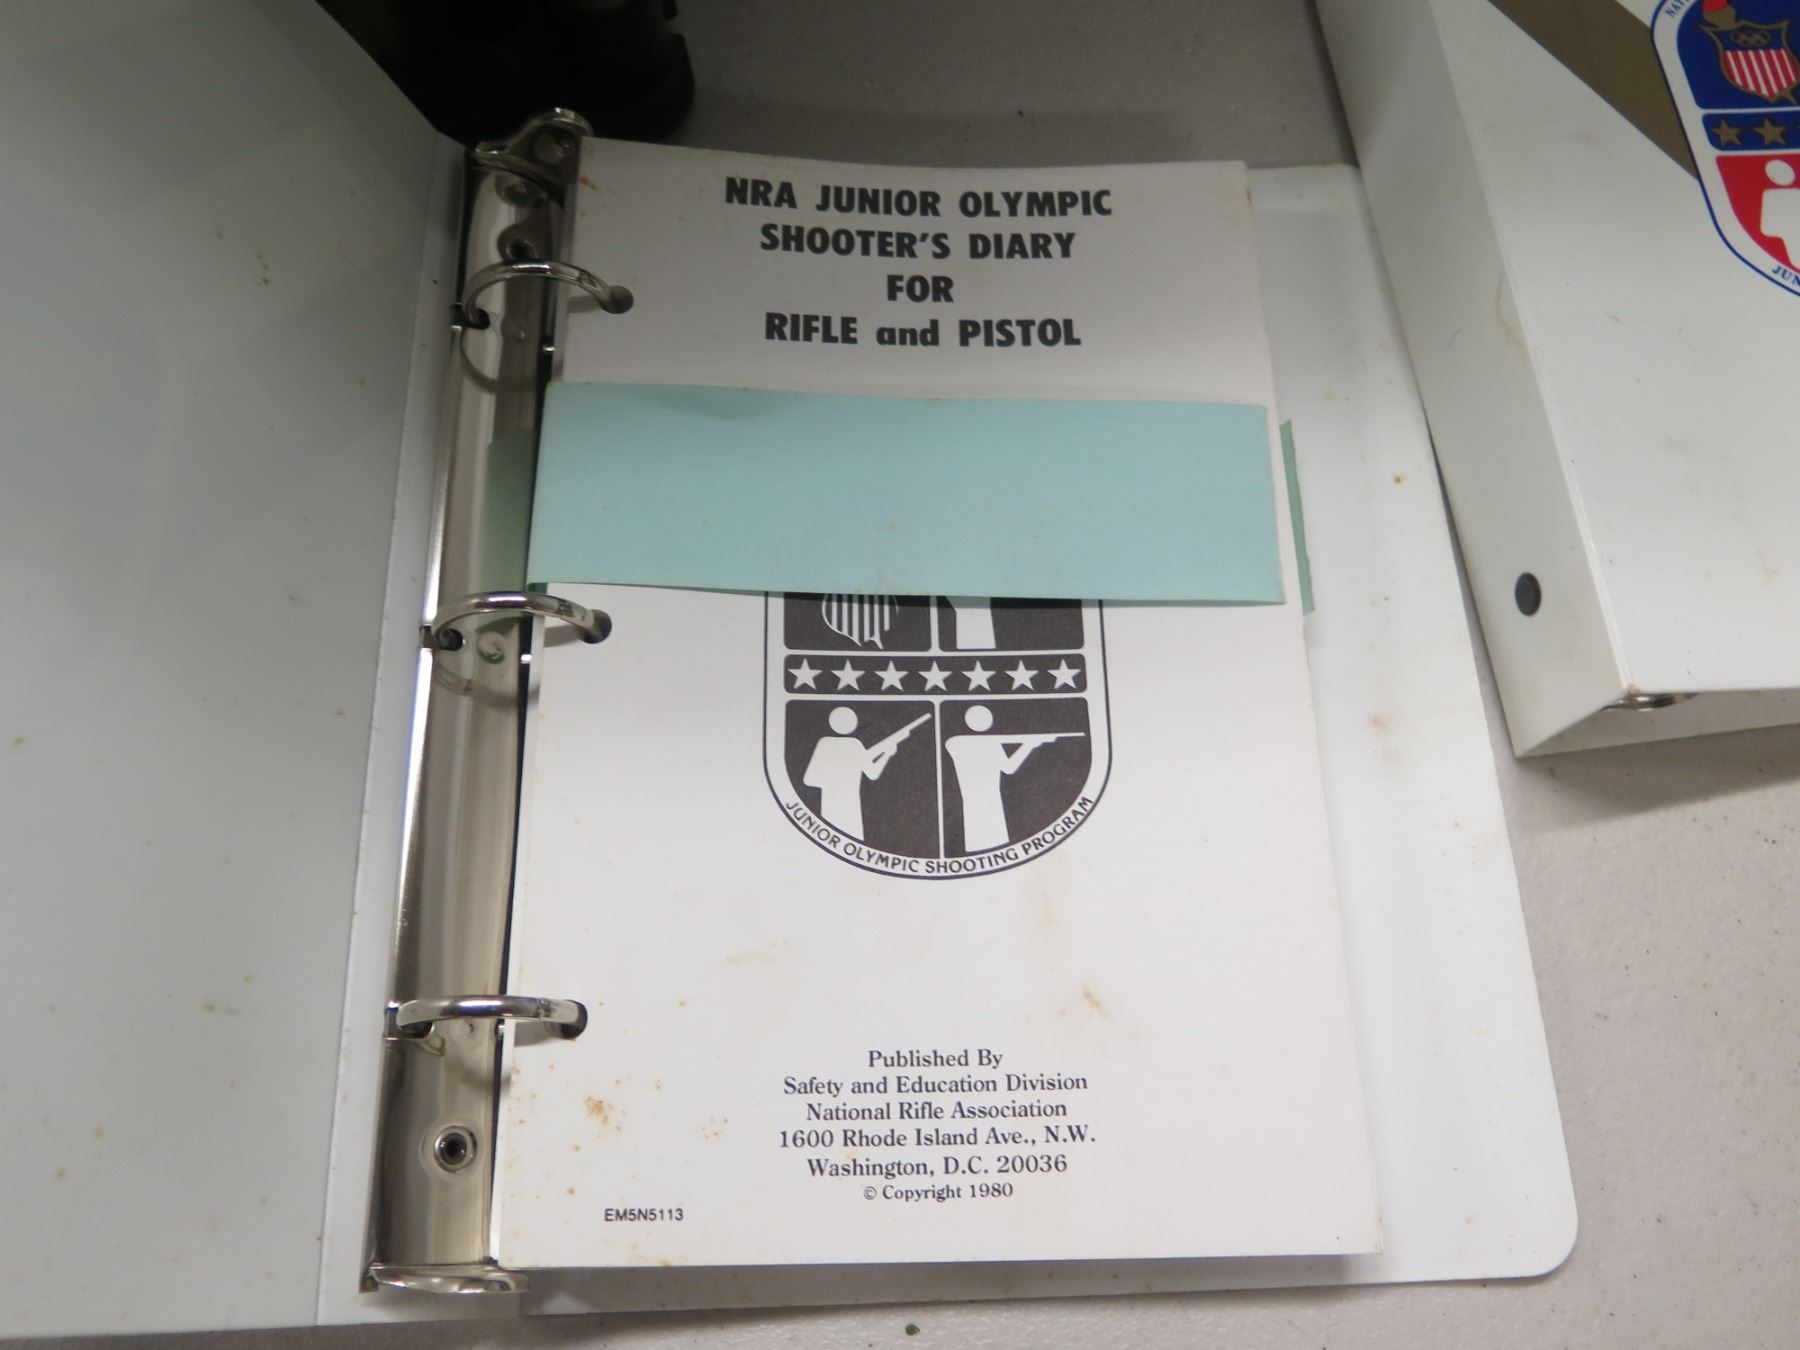 NRA JUNIOR OLYMPIC
SHOOTER'S DIARY
FOR
RIFLE and PISTOL
JUNIOR OLYMPIC SHOOTING PROGRAM
Published By
Safety and Education Division
National Rifle Association
1600 Rhode Island Ave., N.W.
Washington, D.C. 20036
© Copyright 1980
EM5N5113